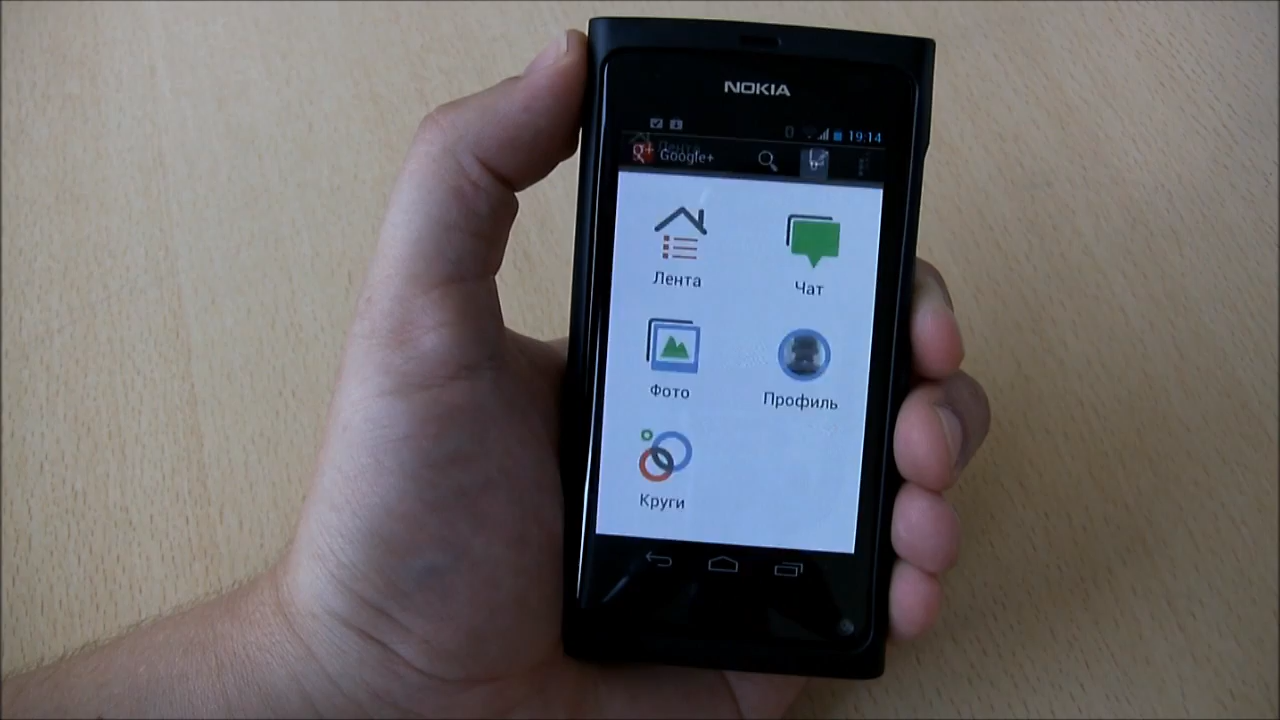 NOKIA
19:14
Google+
Лента
Чат
Фото
Профиль
Круги